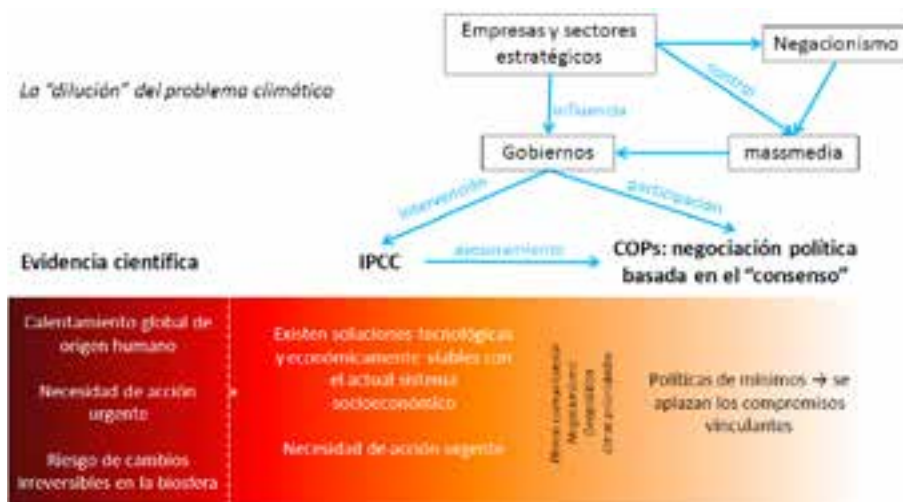 Empresas y sectores
estratégicos
Negacionismo
La "dilución" del problema climático
control
influencia
Gobiernos
massmedia
intervención
participación
Evidencia científica
IPCC
asesoramiento
COPs: negociación política
basada en el "consenso"
Calentamiento global de
origen humano
Necesidad de acción
urgente
Riesgo de cambios
irreversibles en la biosfera
Existen soluciones tecnológicas
y económicamente viables con
el actual sistema
socioeconómico
Necesidad de acción urgente
Negacionismo
Otras prioridades
Políticas de mínimos → se
aplazan los compromisos
vinculantes